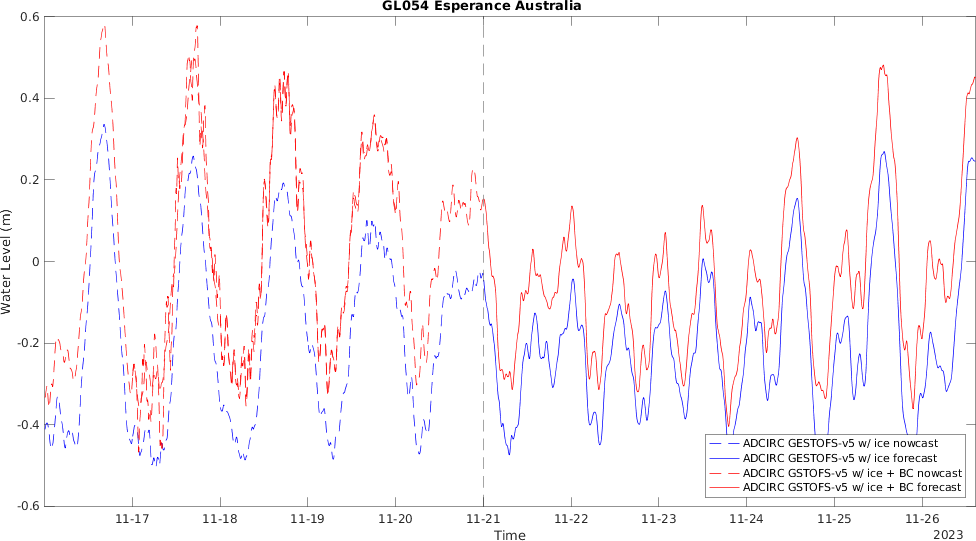 GL054 Esperance Australia
0.6
0.4
0.2
0
-0.2
-0.4
-0.6
Water Level (m)
ADCIRC GESTOFS-v5 w/ ice nowcast
ADCIRC GESTOFS-v5 w/ ice forecast
ADCIRC GSTOFS-v5 w/ ice + BC nowcast
ADCIRC GSTOFS-v5 w/ ice + BC forecast
11-17 11-18 11-19 11-20 11-21 11-22 11-23 11-24 11-25 11-26
Time
2023